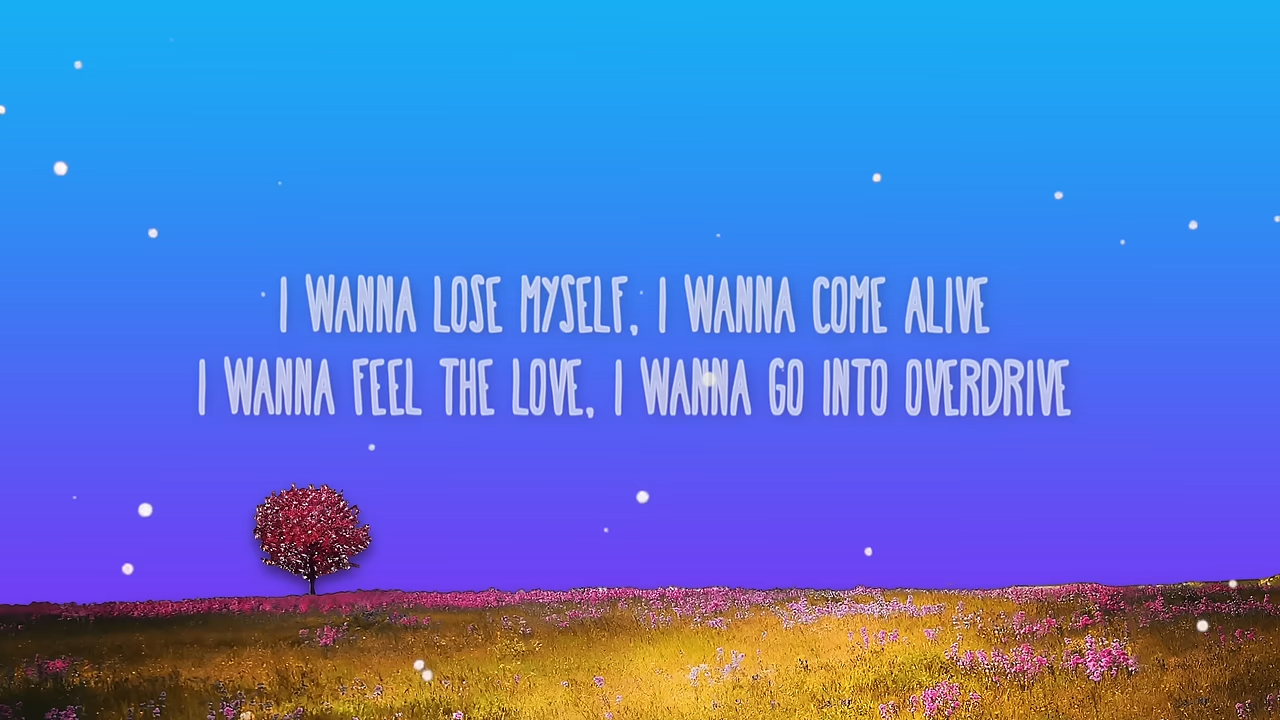 I WANNA LOSE MYSELF, I WANNA COME ALIVE
I WANNA FEEL THE LOVE, I WANNA GO INTO OVERDRIVE